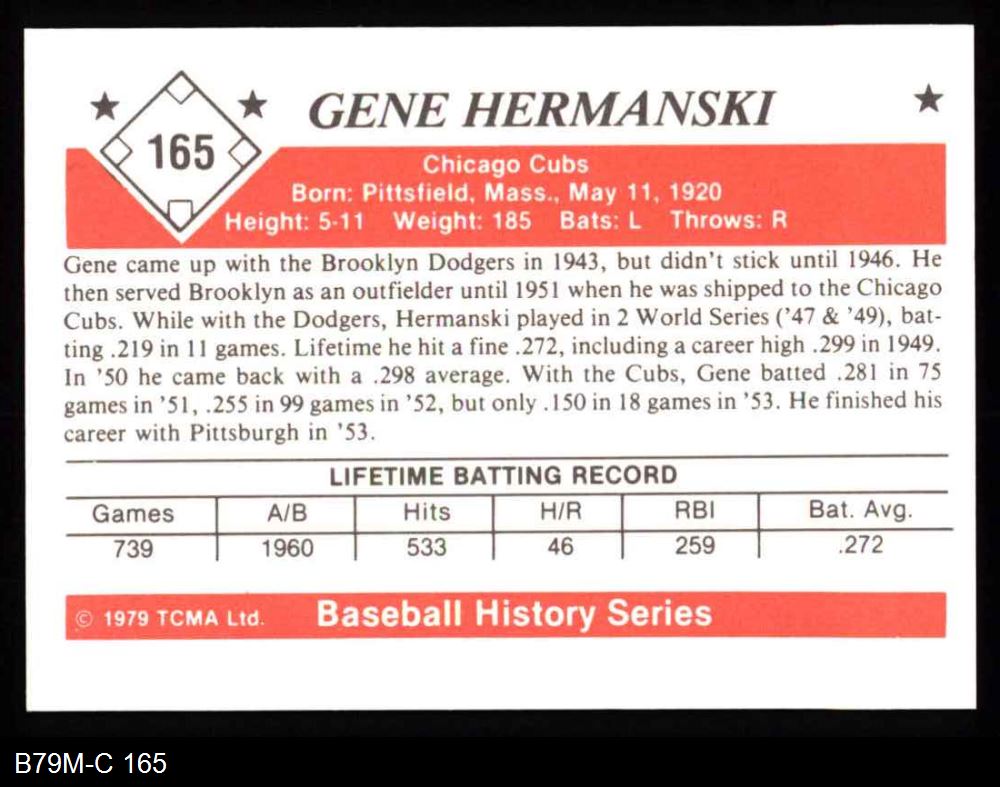 GENE HERMANSKI
165
Chicago Cubs
Born: Pittsfield, Mass., May 11, 1920
Height: 5-11 Weight: 185 Bats: L Throws: R
Gene came up with the Brooklyn Dodgers in 1943, but didn't stick until 1946. He
then served Brooklyn as an outfielder until 1951 when he was shipped to the Chicago
Cubs. While with the Dodgers, Hermanski played in 2 World Series ('47 & '49), bat-
ting .219 in 11 games. Lifetime he hit a fine .272, including a career high .299 in 1949.
In '50 he came back with a .298 average. With the Cubs, Gene batted .281 in 75
games in '51, .255 in 99 games in '52, but only .150 in 18 games in '53. He finished his
career with Pittsburgh in '53.
LIFETIME BATTING RECORD
Games A/B Hits H/R RBI Bat. Avg.
739 1960 533 46 259 .272
© 1979 TCMA Ltd. Baseball History Series
B79M-C 165